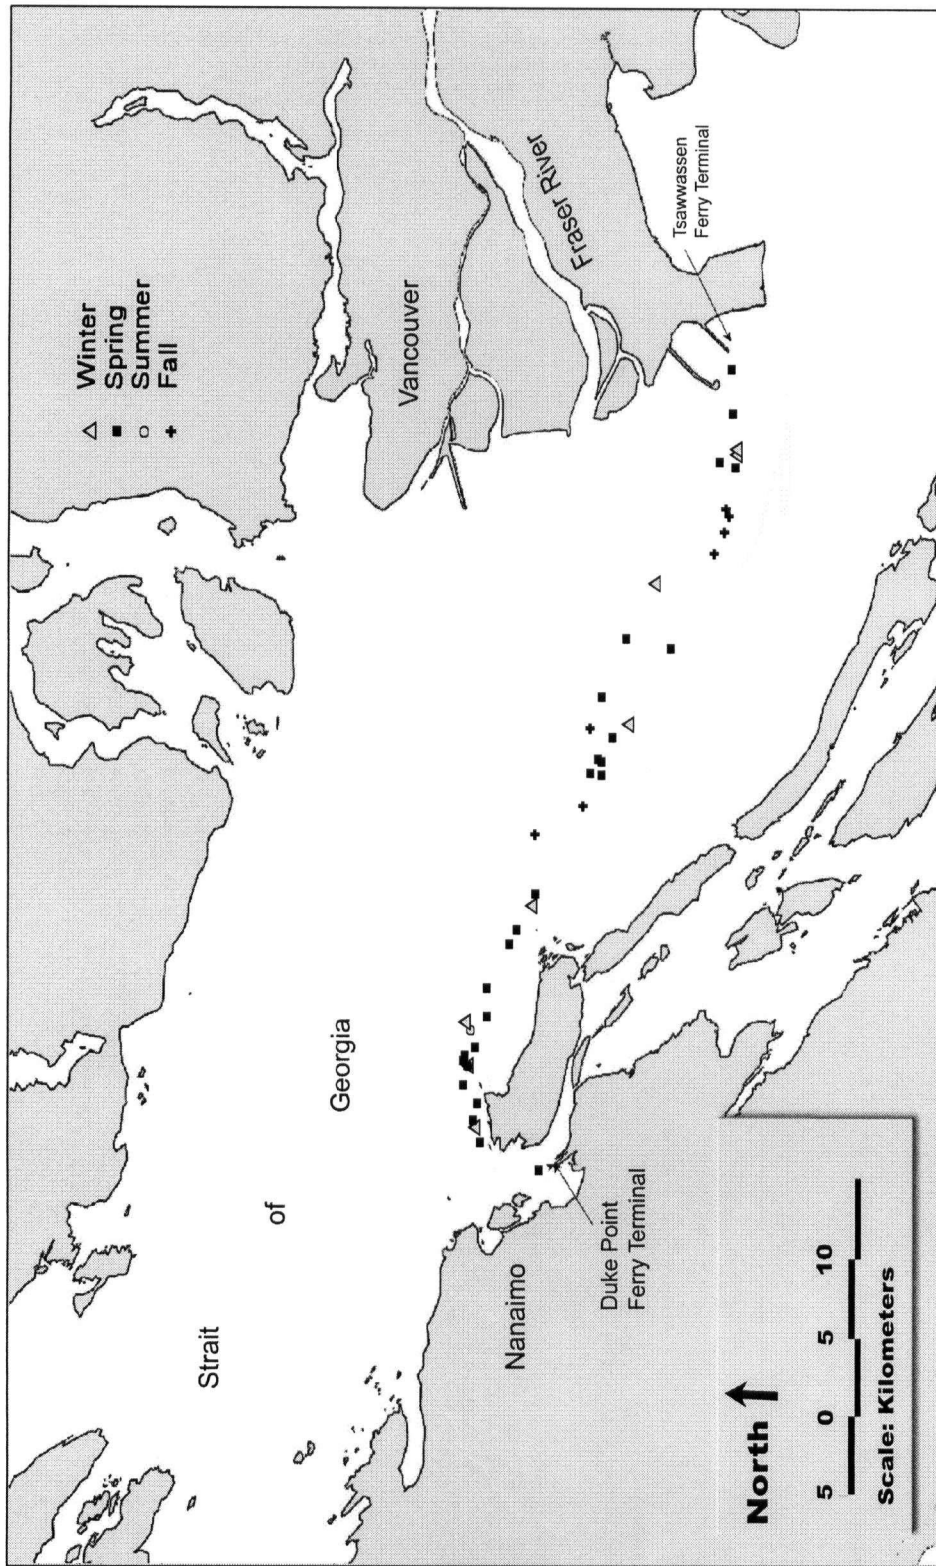 Winter
Spring
Summer
Fall
Vancouver
Fraser River
Tsawwassen
Ferry Terminal
Strait
of
Georgia
Nanaimo
Duke Point
Ferry Terminal
North
5 0 5 10
Scale: Kilometers